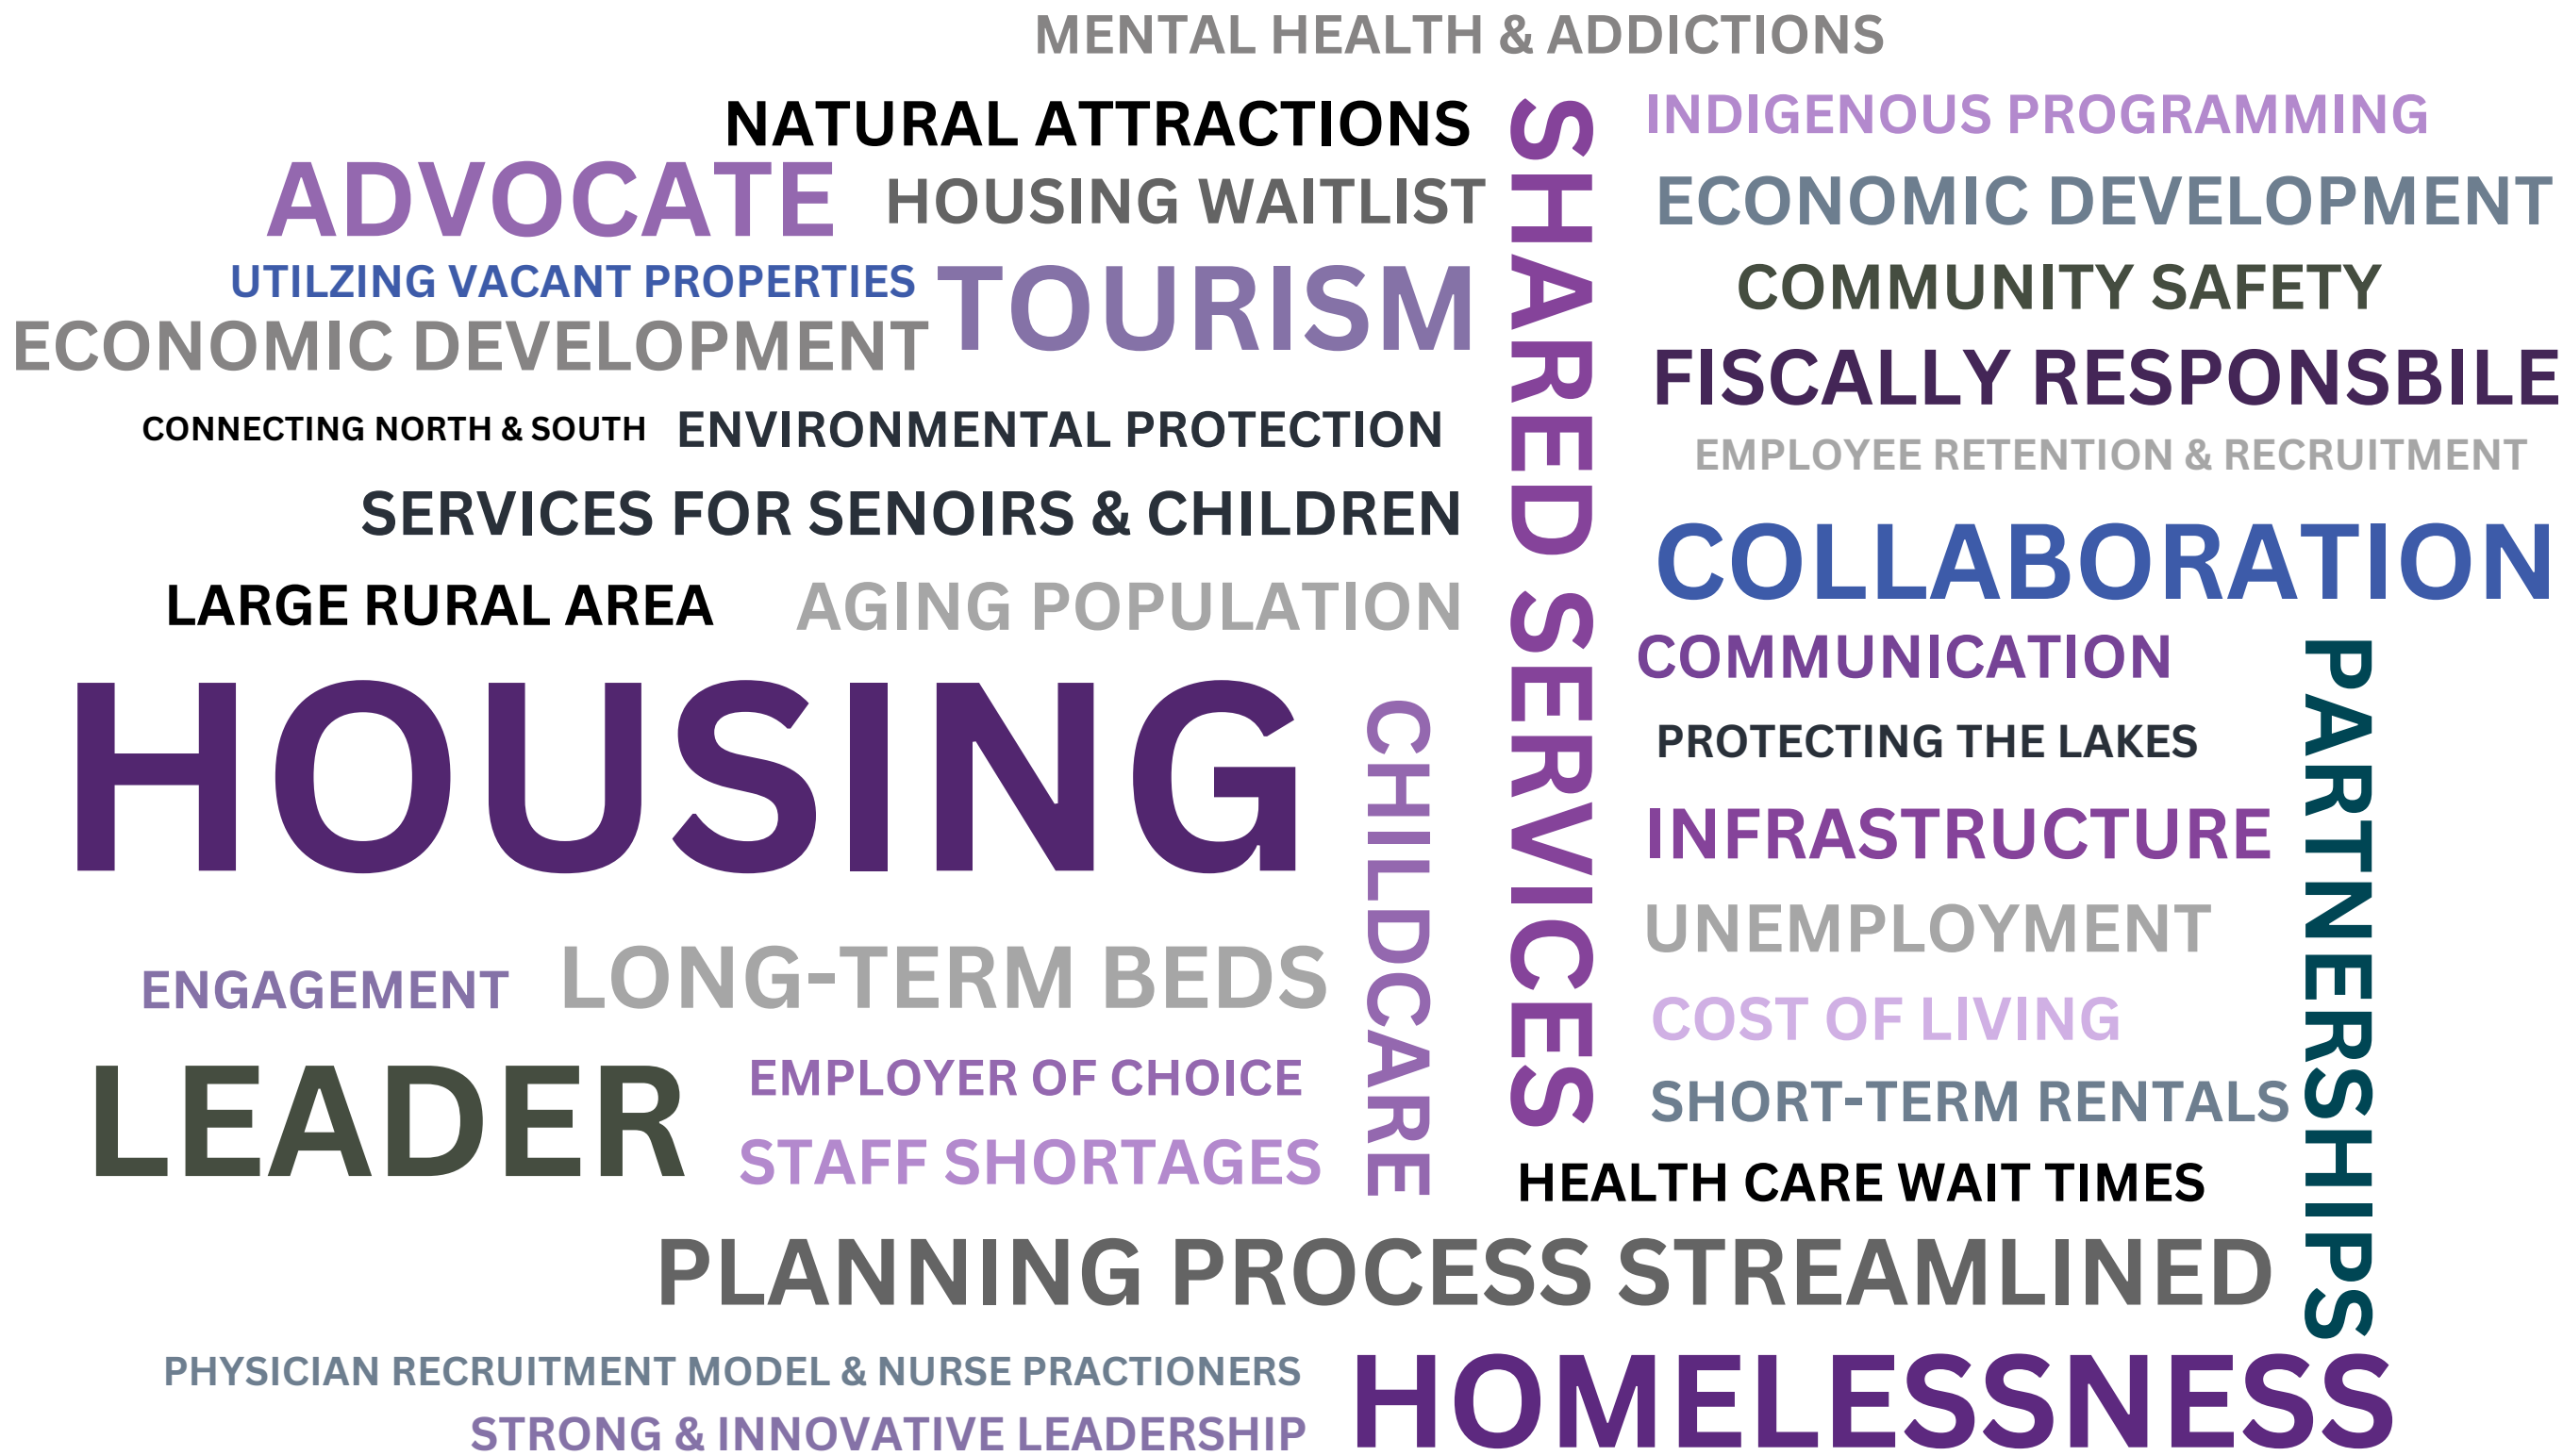 MENTAL HEALTH & ADDICTIONS
NATURAL ATTRACTIONS
ADVOCATE
HOUSING WAITLIST
UTILZING VACANT PROPERTIES
TOURISM
ECONOMIC DEVELOPMENT
CONNECTING NORTH & SOUTH
ENVIRONMENTAL PROTECTION
SERVICES FOR SENOIRS & CHILDREN
LARGE RURAL AREA
AGING POPULATION
HOUSING
CHILDCARE
SHARED SERVICES
INDIGENOUS PROGRAMMING
ECONOMIC DEVELOPMENT
COMMUNITY SAFETY
FISCALLY RESPONSBILE
EMPLOYEE RETENTION & RECRUITMENT
COLLABORATION
COMMUNICATION
PARTNERSHIPS
PROTECTING THE LAKES
INFRASTRUCTURE
UNEMPLOYMENT
COST OF LIVING
SHORT-TERM RENTALS
HEALTH CARE WAIT TIMES
ENGAGEMENT
LONG-TERM BEDS
LEADER
EMPLOYER OF CHOICE
STAFF SHORTAGES
PLANNING PROCESS STREAMLINED
PHYSICIAN RECRUITMENT MODEL & NURSE PRACTIONERS
STRONG & INNOVATIVE LEADERSHIP
HOMELESSNESS